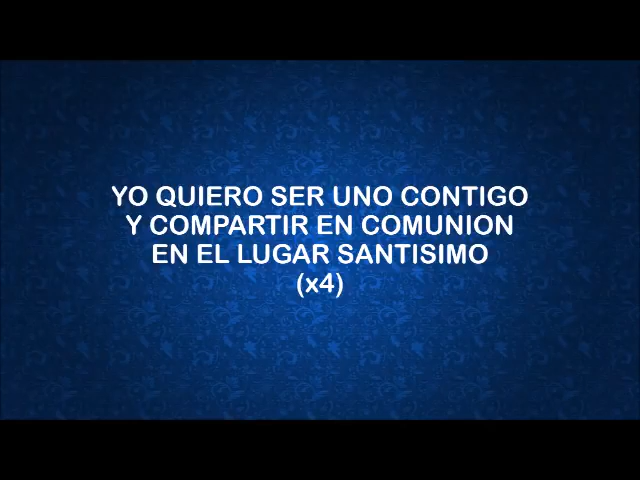 YO QUIERO SER UNO CONTIGO
Y COMPARTIR EN COMUNION
EN EL LUGAR SANTISIMO
(x4)